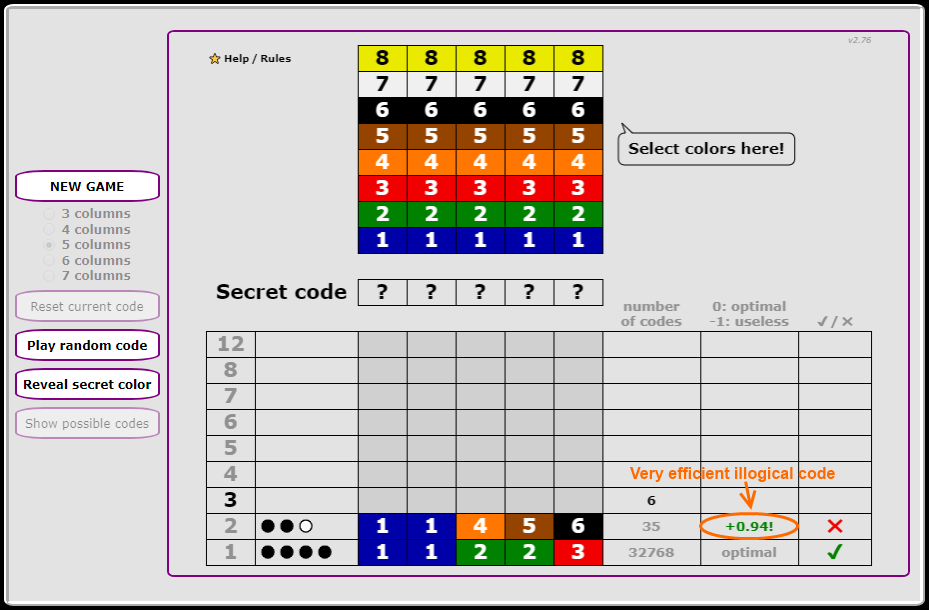 v2.76
Help / Rules
8 8 8 8 8
7 7 7 7 7
6 6 6 6 6
5 5 5 5 5
4 4 4 4 4
3 3 3 3 3
2 2 2 2 2
1 1 1 1 1
Select colors here!
NEW GAME
3 columns
4 columns
5 columns
6 columns
7 columns
Reset current code
Play random code
Reveal secret color
Show possible codes
Secret code ? ? ? ? ?
number
of codes
0: optimal
-1: useless
✓/✕
12
8
7
6
5
4
Very efficient illogical code
3 6
2 1 1 4 5 6 35 +0.94! ✕
1 1 1 2 2 3 32768 optimal ✓